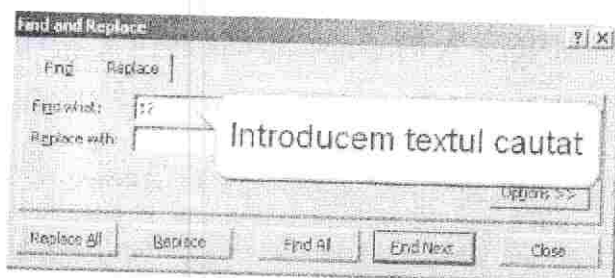 Find and Replace
Find Replace
Find what: 12
Introducem textul cautat
Replace with:
Options >>
Replace All Replace Find All Find Next Close